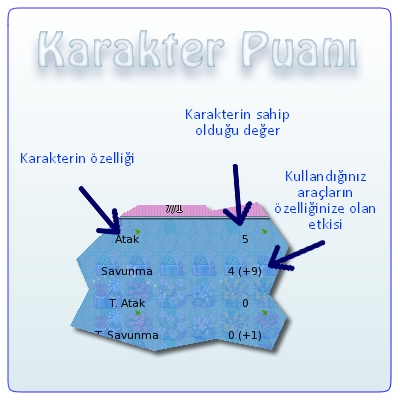 Karakter Puanı
Karakterin sahip
olduğu değer
Karakterin özelliği
Kullandığınız
araçların
özelliğinize olan
etkisi
Atak 5
Savunma 4 (+9)
T. Atak 0
T. Savunma 0 (+1)